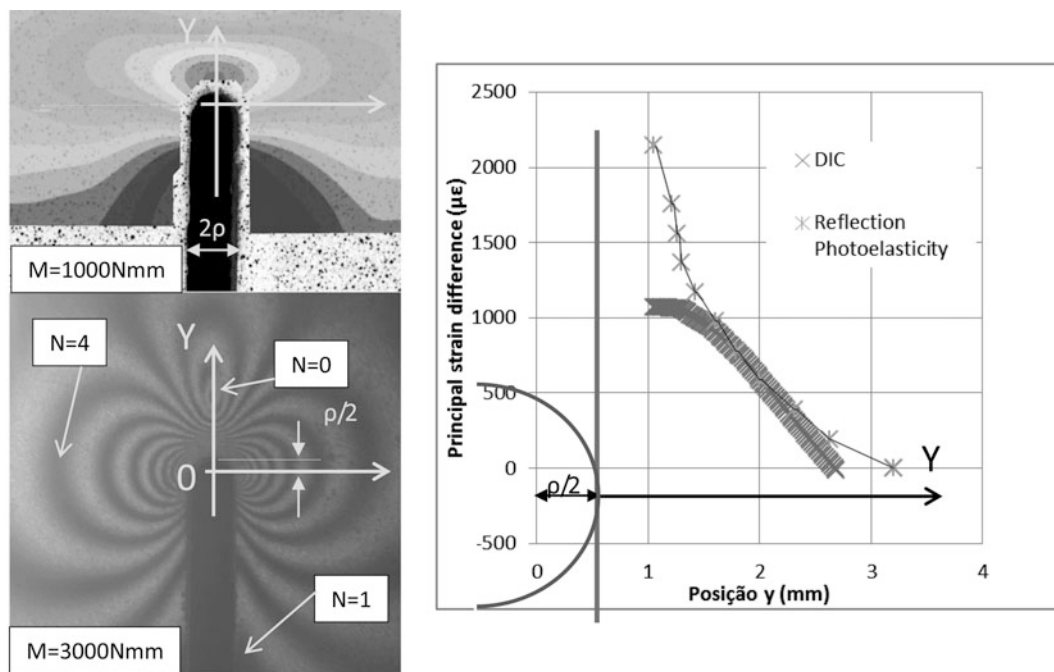 Y
2ρ
M=1000Nmm
N=4
Y
N=0
ρ/2
0
N=1
M=3000Nmm
Principal strain difference (με)
2500
2000
1500
1000
500
0
-500
DIC
Reflection
Photoelasticity
Y
ρ/2
0 1 2 3 4
Posição y (mm)